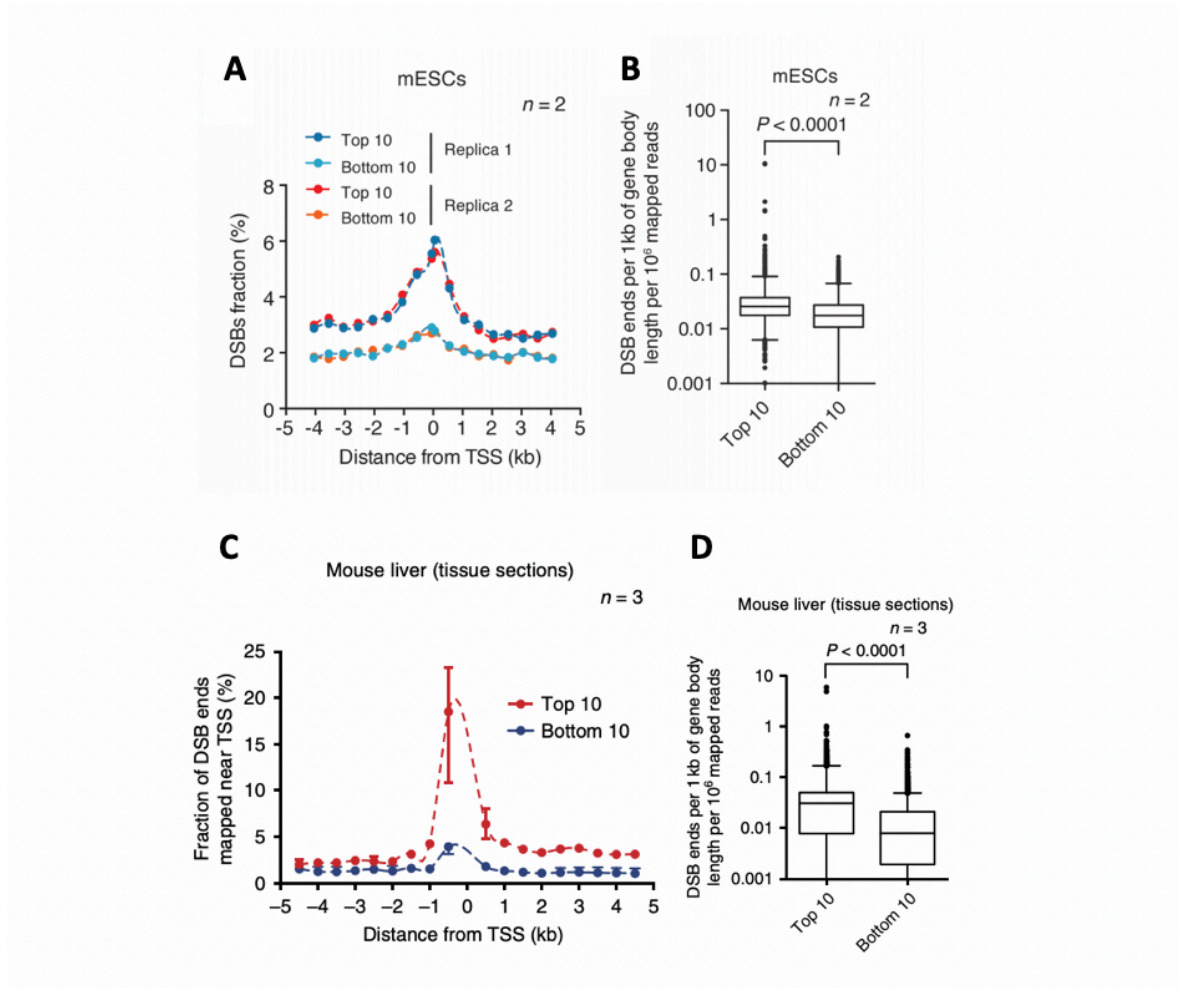 A
mESCs
n = 2
Top 10
Bottom 10
Replica 1
Top 10
Bottom 10
Replica 2
DSBs fraction (%)
8
6
4
2
0
-5 -4 -3 -2 -1 0 1 2 3 4 5
Distance from TSS (kb)
B
mESCs
n = 2
P < 0.0001
DSB ends per 1kb of gene body
length per 10⁶ mapped reads
100
10
1
0.1
0.01
0.001
Top 10
Bottom 10
C
Mouse liver (tissue sections)
n = 3
Fraction of DSB ends
mapped near TSS (%)
25
20
15
10
5
0
Top 10
Bottom 10
–5 –4 –3 –2 –1 0 1 2 3 4 5
Distance from TSS (kb)
D
Mouse liver (tissue sections)
n = 3
P < 0.0001
DSB ends per 1 kb of gene body
length per 10⁶ mapped reads
10
1
0.1
0.01
0.001
Top 10
Bottom 10